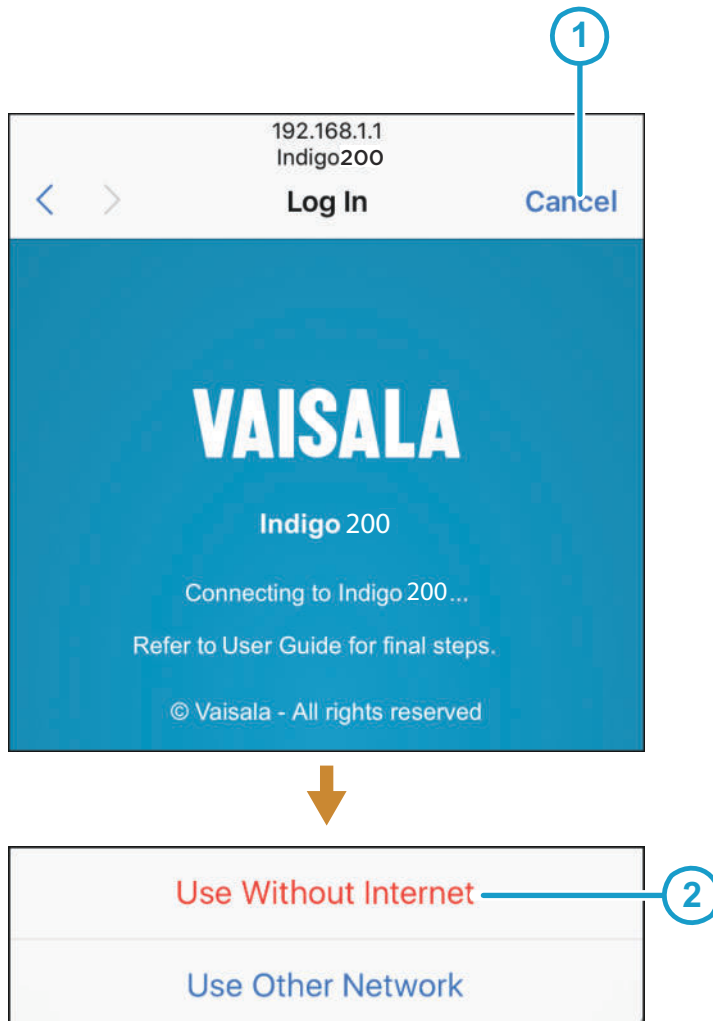 1
192.168.1.1
Indigo200
Log In
Cancel
VAISALA
Indigo 200
Connecting to Indigo 200...
Refer to User Guide for final steps.
© Vaisala - All rights reserved
Use Without Internet
2
Use Other Network